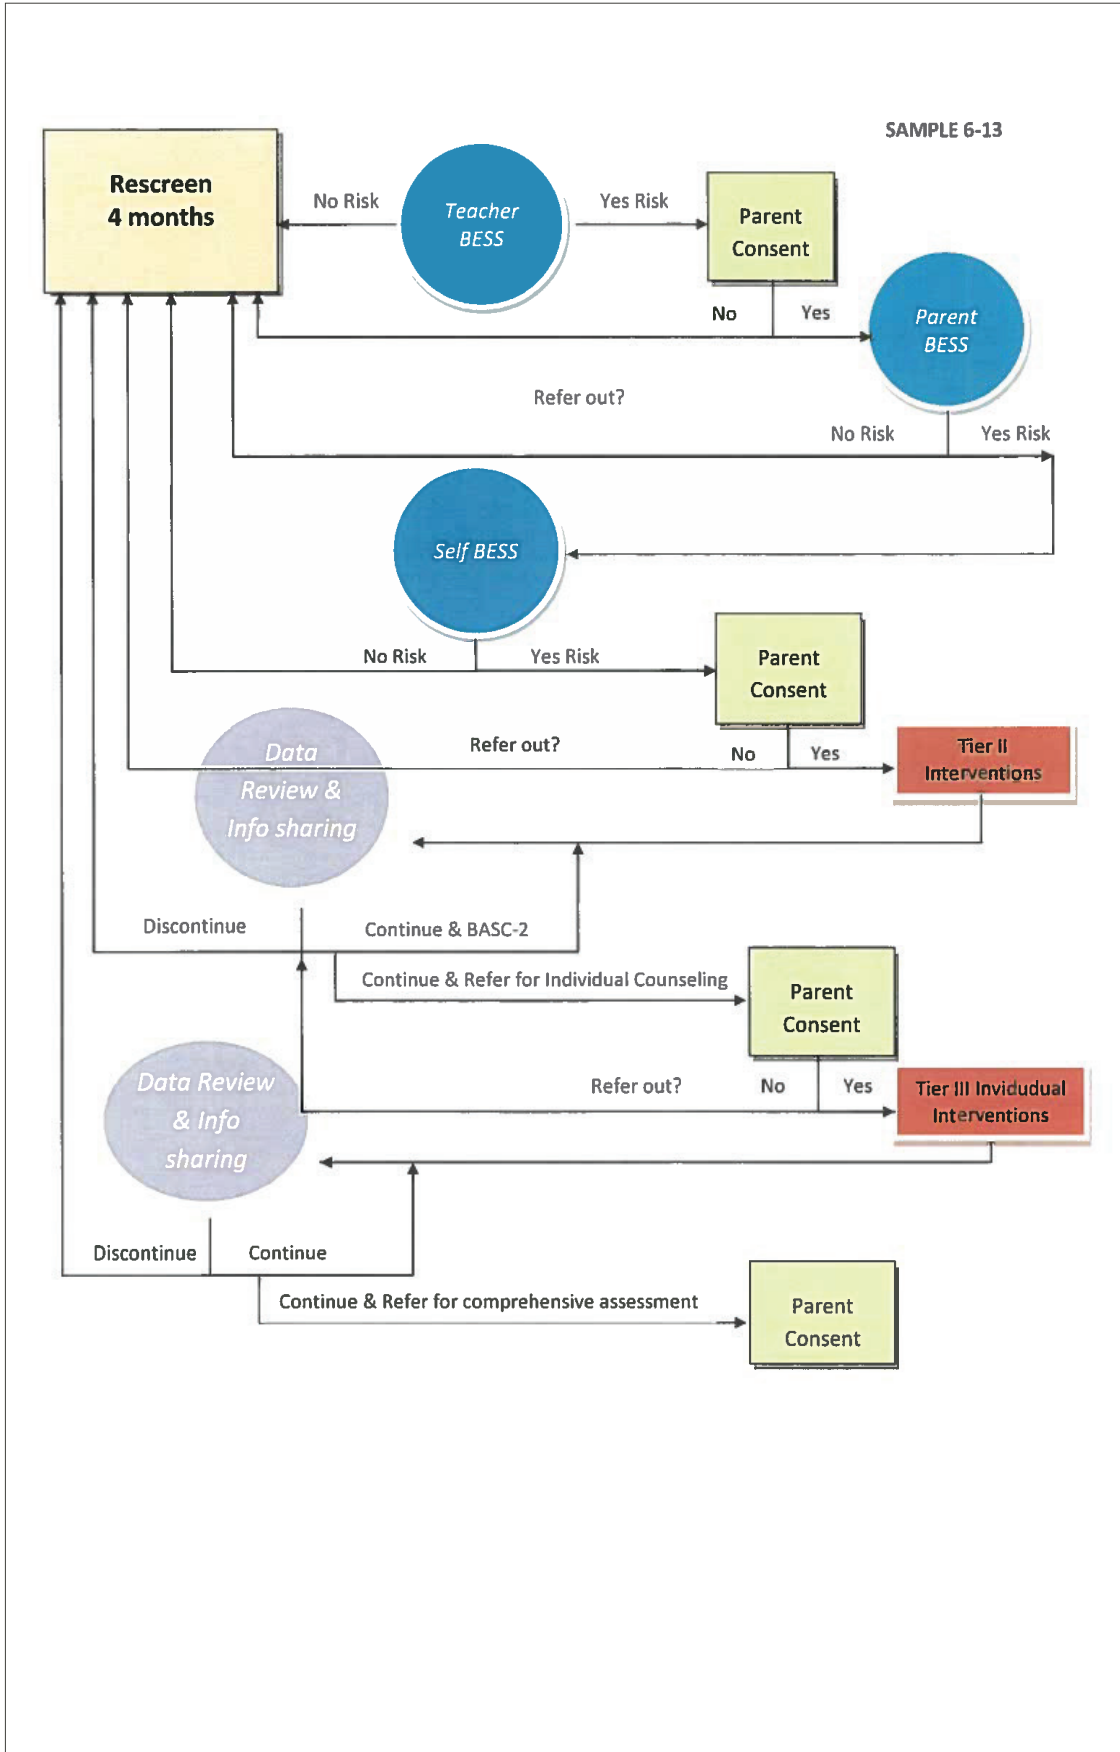 SAMPLE 6-13
Rescreen
4 months
No Risk
Teacher
BESS
Yes Risk
Parent
Consent
No
Yes
Parent
BESS
Refer out?
No Risk
Yes Risk
Self BESS
No Risk
Yes Risk
Parent
Consent
Data
Review &
Info sharing
Refer out?
No
Yes
Tier II
Interventions
Discontinue
Continue & BASC-2
Continue & Refer for Individual Counseling
Parent
Consent
Data Review
& Info
sharing
Refer out?
No
Yes
Tier III Invidudual
Interventions
Discontinue
Continue
Continue & Refer for comprehensive assessment
Parent
Consent